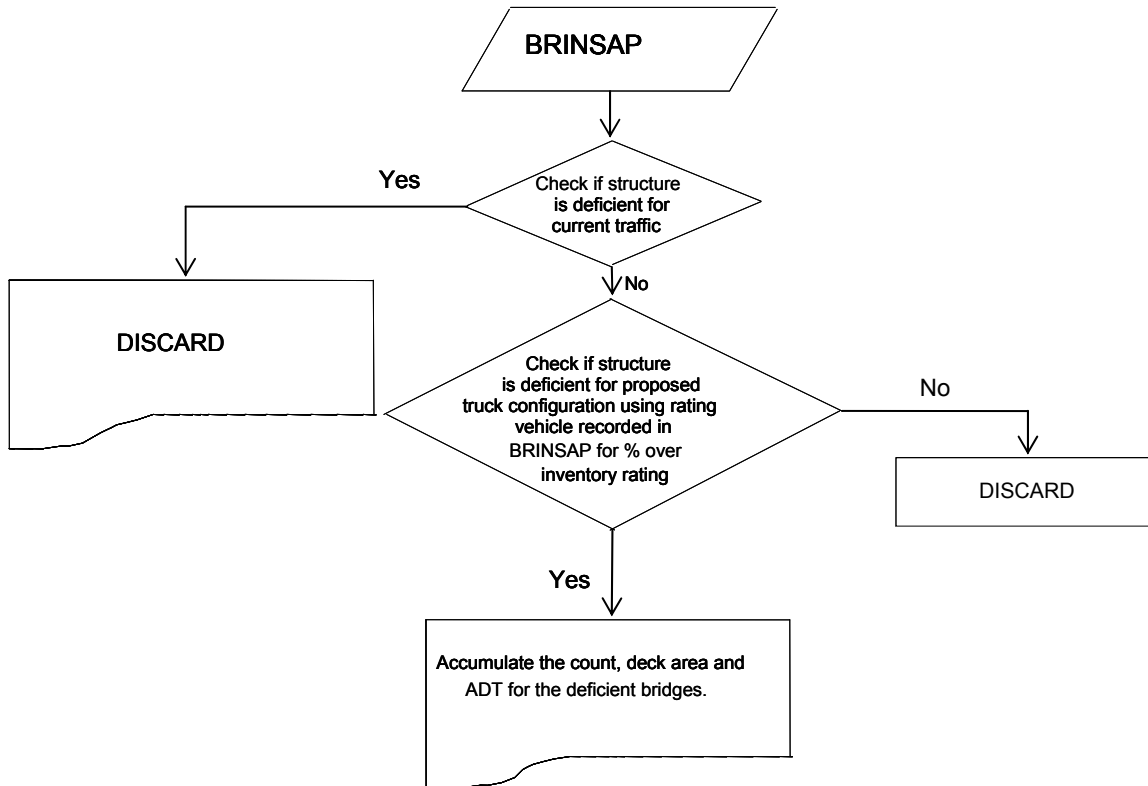 BRINSAP
Yes
Check if structure
is deficient for
current traffic
No
DISCARD
Check if structure
is deficient for proposed
truck configuration using rating
vehicle recorded in
BRINSAP for % over
inventory rating
No
DISCARD
Yes
Accumulate the count, deck area and
ADT for the deficient bridges.